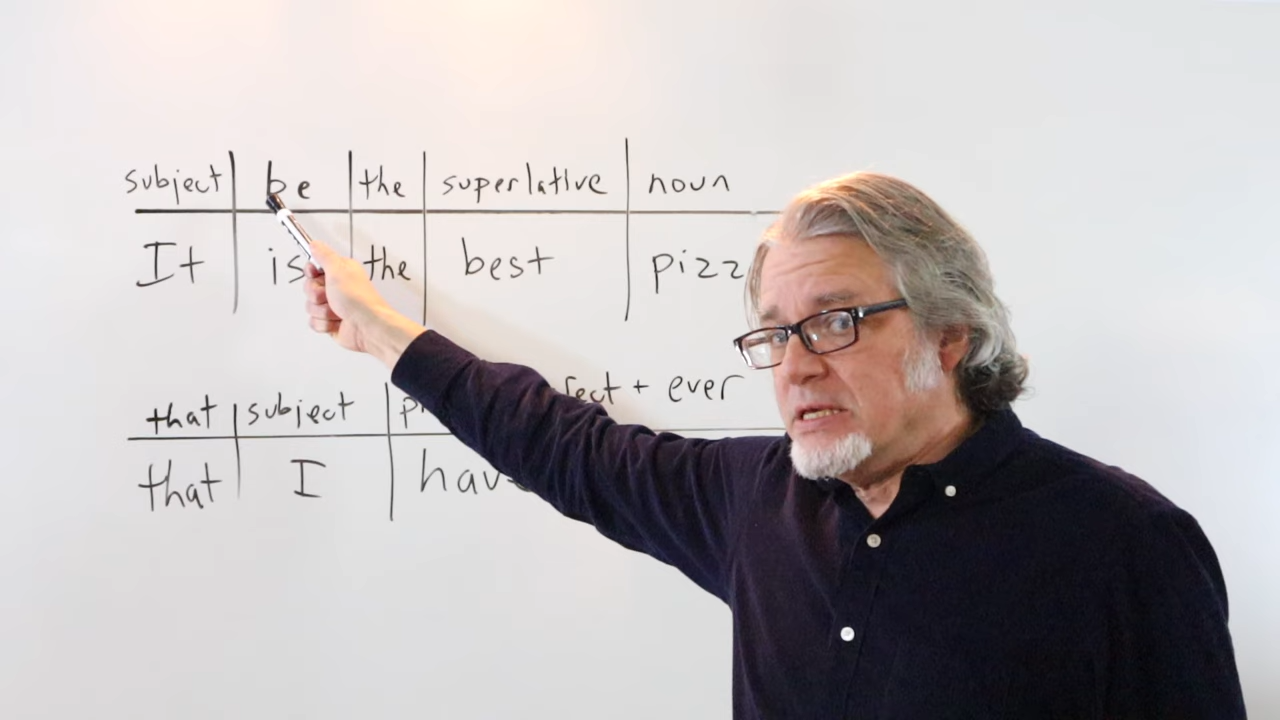 subject be the superlative noun
It is the best
that subject + ever
that I